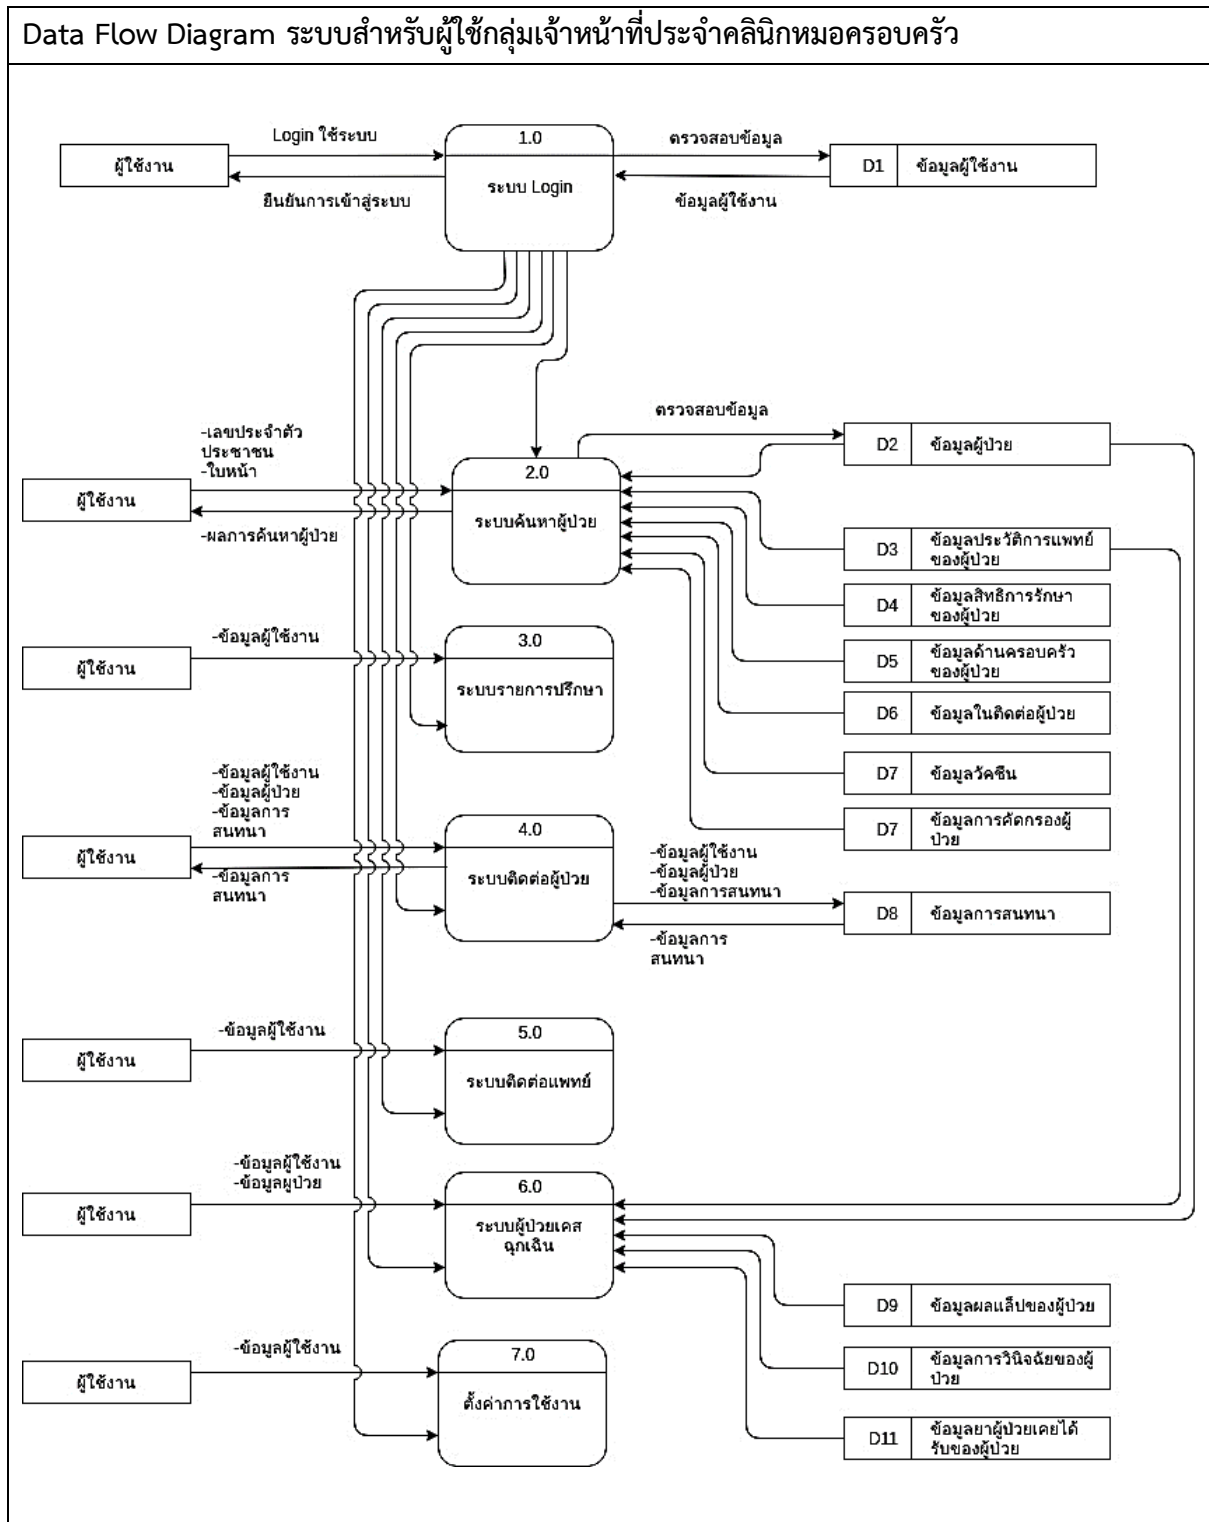 Data Flow Diagram ระบบสำหรับผู้ใช้กลุ่มเจ้าหน้าที่ประจำคลินิกหมอครอบครัว
Login ใช้ระบบ
1.0
ตรวจสอบข้อมูล
ผู้ใช้งาน
ระบบ Login
D1
ข้อมูลผู้ใช้งาน
ยืนยันการเข้าสู่ระบบ
ข้อมูลผู้ใช้งาน
-เลขประจำตัว
ประชาชน
-ใบหน้า
ตรวจสอบข้อมูล
D2
ข้อมูลผู้ป่วย
ผู้ใช้งาน
2.0
ระบบค้นหาผู้ป่วย
-ผลการค้นหาผู้ป่วย
D3
ข้อมูลประวัติการแพทย์
ของผู้ป่วย
D4
ข้อมูลสิทธิการรักษา
ของผู้ป่วย
-ข้อมูลผู้ใช้งาน
3.0
ผู้ใช้งาน
ระบบรายการปรึกษา
D5
ข้อมูลด้านครอบครัว
ของผู้ป่วย
D6
ข้อมูลในติดต่อผู้ป่วย
D7
ข้อมูลวัคซีน
D7
ข้อมูลการคัดกรองผู้
ป่วย
-ข้อมูลผู้ใช้งาน
-ข้อมูลผู้ป่วย
-ข้อมูลการ
สนทนา
4.0
ผู้ใช้งาน
ระบบติดต่อผู้ป่วย
-ข้อมูลการ
สนทนา
-ข้อมูลผู้ใช้งาน
-ข้อมูลผู้ป่วย
-ข้อมูลการสนทนา
D8
ข้อมูลการสนทนา
-ข้อมูลการ
สนทนา
-ข้อมูลผู้ใช้งาน
5.0
ผู้ใช้งาน
ระบบติดต่อแพทย์
-ข้อมูลผู้ใช้งาน
-ข้อมูลผูป่วย
6.0
ผู้ใช้งาน
ระบบผู้ป่วยเคส
ฉุกเฉิน
D9
ข้อมูลผลแล็ปของผู้ป่วย
-ข้อมูลผู้ใช้งาน
7.0
ผู้ใช้งาน
ตั้งค่าการใช้งาน
D10
ข้อมูลการวินิจฉัยของผู้
ป่วย
D11
ข้อมูลยาผู้ป่วยเคยได้
รับของผู้ป่วย